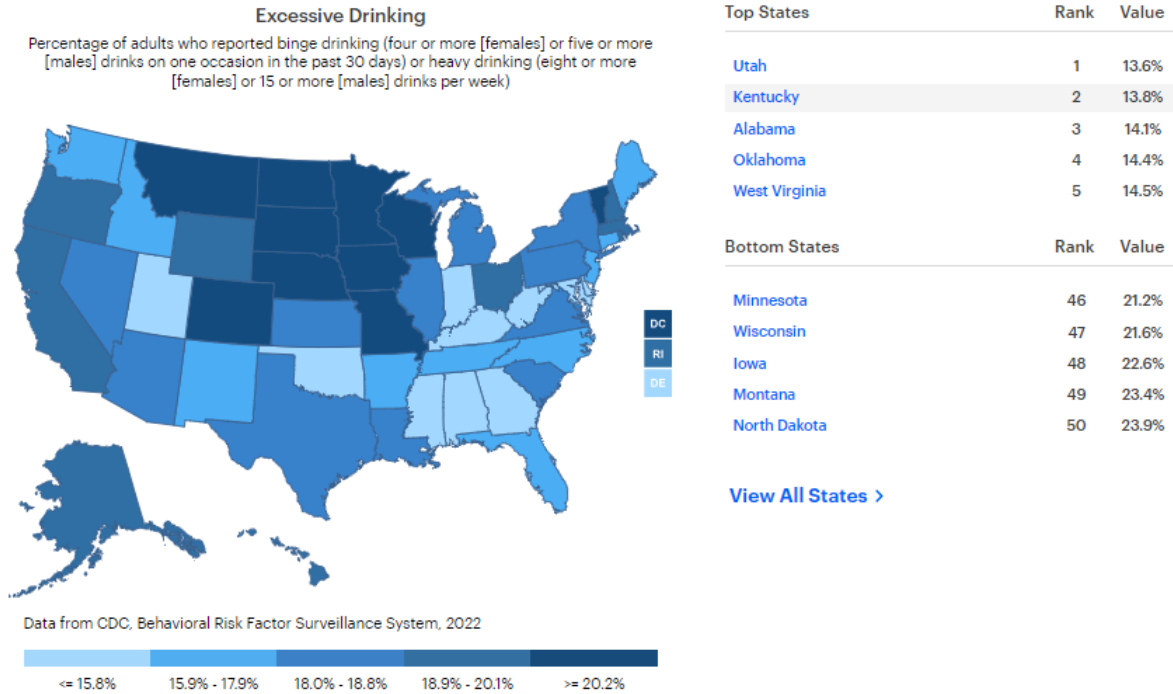 Excessive Drinking
Percentage of adults who reported binge drinking (four or more [females] or five or more
[males] drinks on one occasion in the past 30 days) or heavy drinking (eight or more
[females] or 15 or more [males] drinks per week)
DC
RI
DE
Data from CDC, Behavioral Risk Factor Surveillance System, 2022
<= 15.8% 15.9% - 17.9% 18.0% - 18.8% 18.9% - 20.1% >= 20.2%
Top States Rank Value
Utah 1 13.6%
Kentucky 2 13.8%
Alabama 3 14.1%
Oklahoma 4 14.4%
West Virginia 5 14.5%
Bottom States Rank Value
Minnesota 46 21.2%
Wisconsin 47 21.6%
Iowa 48 22.6%
Montana 49 23.4%
North Dakota 50 23.9%
View All States >